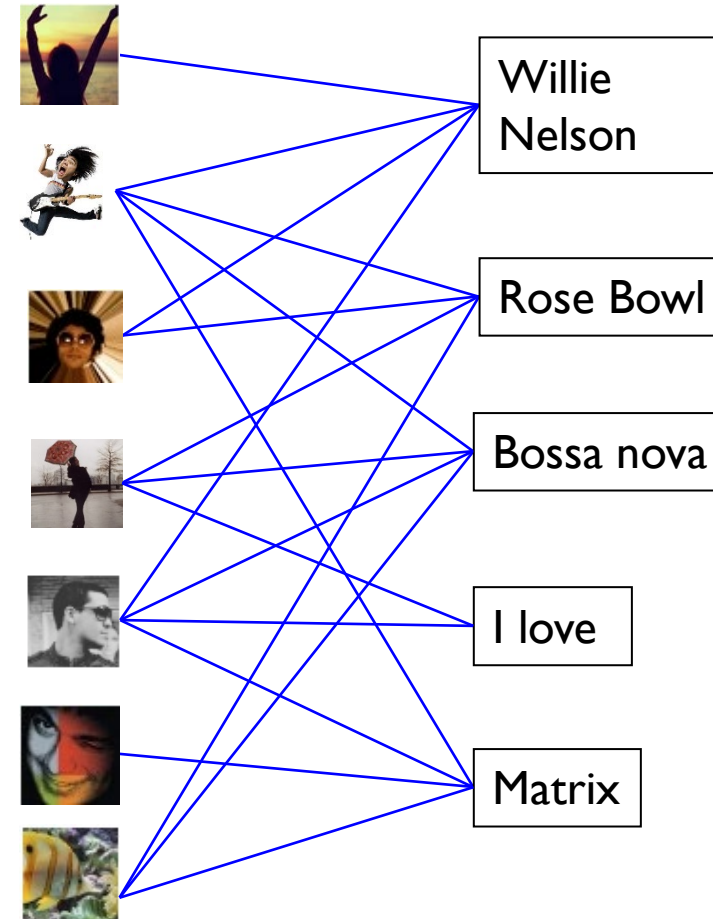 Willie
Nelson
Rose Bowl
Bossa nova
I love
Matrix